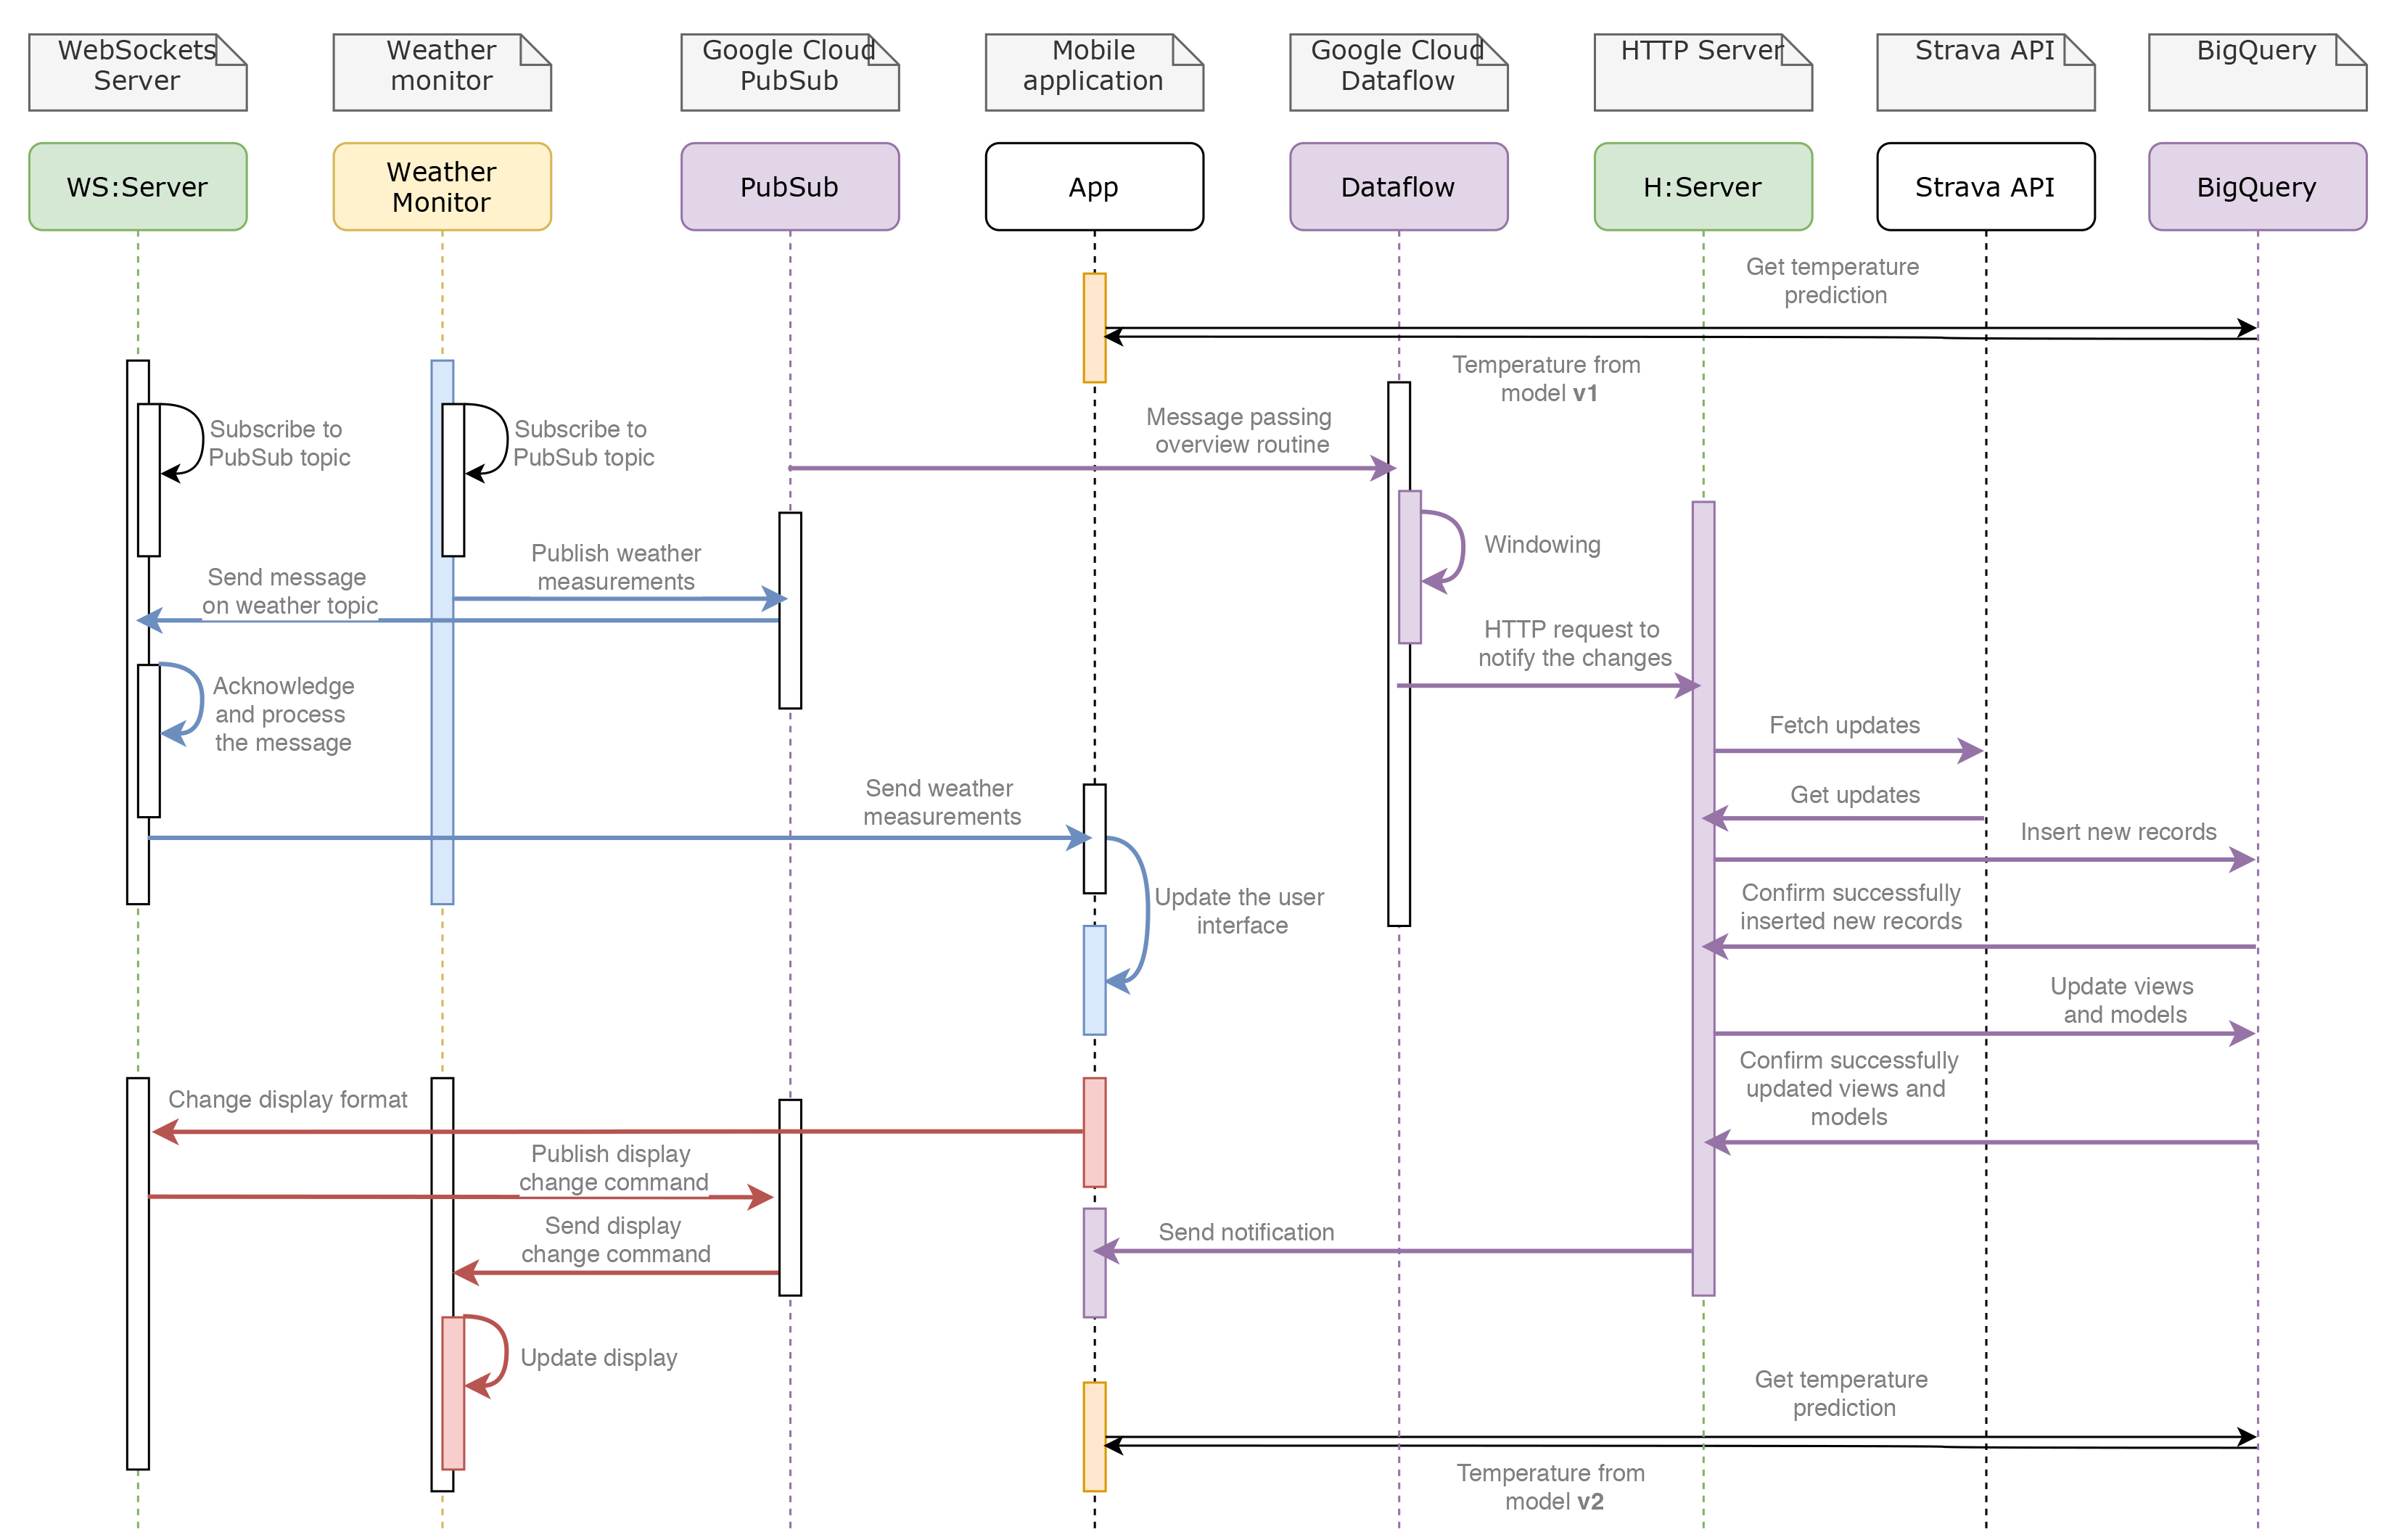 WebSockets
Server
Weather
monitor
Google Cloud
PubSub
Mobile
application
Google Cloud
Dataflow
HTTP Server
Strava API
BigQuery
WS:Server
Weather
Monitor
PubSub
App
Dataflow
H:Server
Strava API
BigQuery
Get temperature
prediction
Temperature from
model v1
Subscribe to
PubSub topic
Subscribe to
PubSub topic
Message passing
overview routine
Windowing
Publish weather
measurements
Send message
on weather topic
HTTP request to
notify the changes
Acknowledge
and process
the message
Fetch updates
Send weather
measurements
Get updates
Insert new records
Update the user
interface
Confirm successfully
inserted new records
Update views
and models
Confirm successfully
updated views and
models
Change display format
Publish display
change command
Send display
change command
Send notification
Update display
Get temperature
prediction
Temperature from
model v2